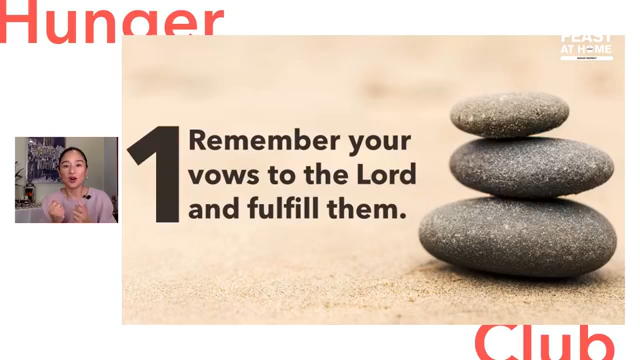 Hunger
FEAST
AT HOME
1
Remember your
vows to the Lord
and fulfill them.
Club